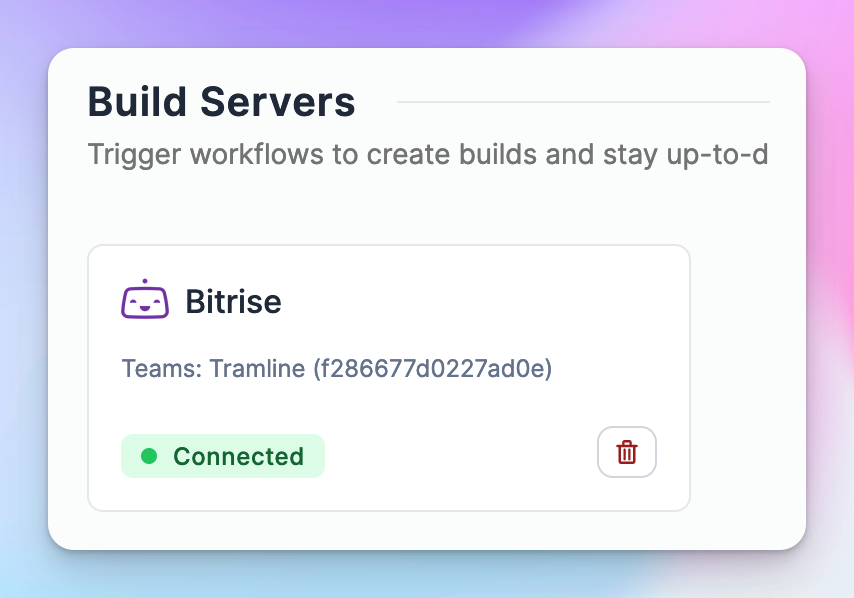 Build Servers
Trigger workflows to create builds and stay up-to-d
Bitrise
Teams: Tramline (f286677d0227ad0e)
Connected